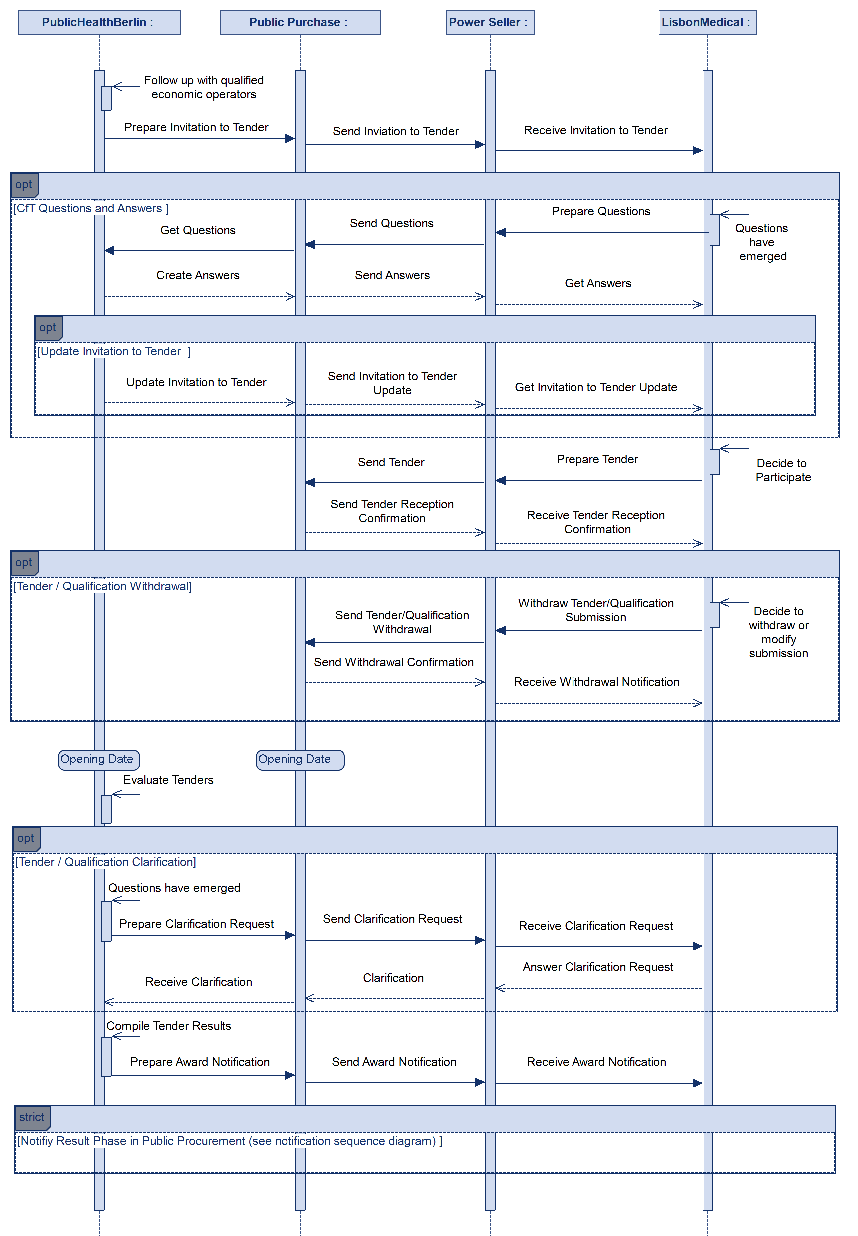 PublicHealthBerlin :
Public Purchase :
Power Seller :
LisbonMedical :
Follow up with qualified
economic operators
Prepare Invitation to Tender
Send Inviation to Tender
Receive Invitation to Tender
opt
[CfT Questions and Answers ]
Prepare Questions
Send Questions
Get Questions
Questions
have
emerged
Create Answers
Send Answers
Get Answers
opt
[Update Invitation to Tender ]
Update Invitation to Tender
Send Invitation to Tender
Update
Get Invitation to Tender Update
Decide to
Participate
Prepare Tender
Send Tender
Send Tender Reception
Confirmation
Receive Tender Reception
Confirmation
opt
[Tender / Qualification Withdrawal]
Decide to
withdraw or
modify
submission
Withdraw Tender/Qualification
Submission
Send Tender/Qualification
Withdrawal
Send Withdrawal Confirmation
Receive Withdrawal Notification
Opening Date
Opening Date
Evaluate Tenders
opt
[Tender / Qualification Clarification]
Questions have emerged
Prepare Clarification Request
Send Clarification Request
Receive Clarification Request
Answer Clarification Request
Clarification
Receive Clarification
Compile Tender Results
Prepare Award Notification
Send Award Notification
Receive Award Notification
strict
[Notifiy Result Phase in Public Procurement (see notification sequence diagram) ]